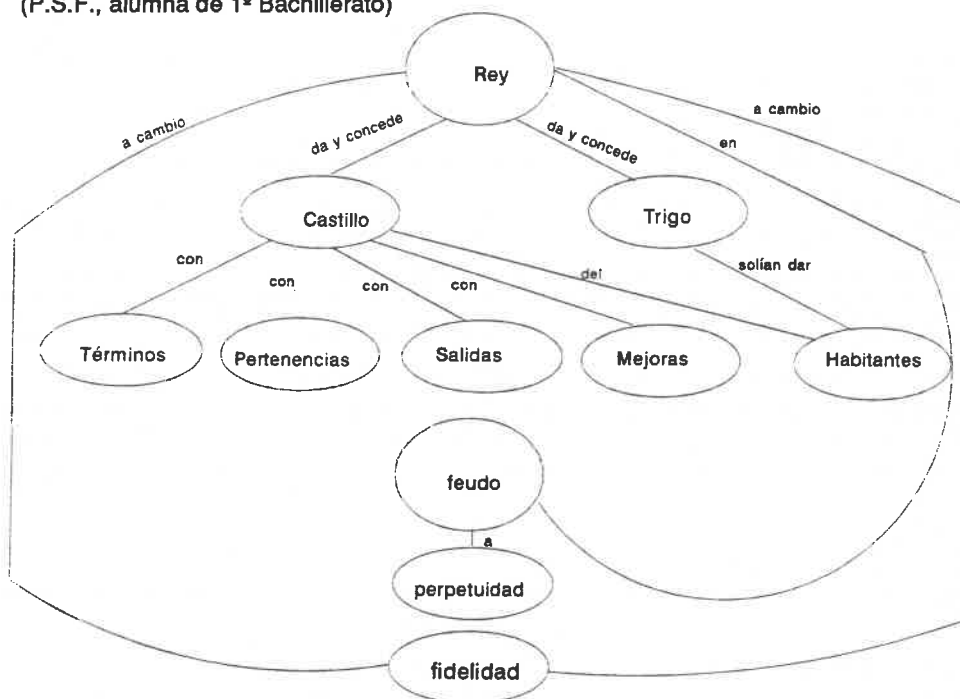 (P.S.F., alumna de 1ª Bachillerato)
Rey
a cambio
da y concede
da y concede
en
a cambio
Castillo
Trigo
con
con
con
con
del
solían dar
Términos
Pertenencias
Salidas
Mejoras
Habitantes
feudo
a
perpetuidad
fidelidad